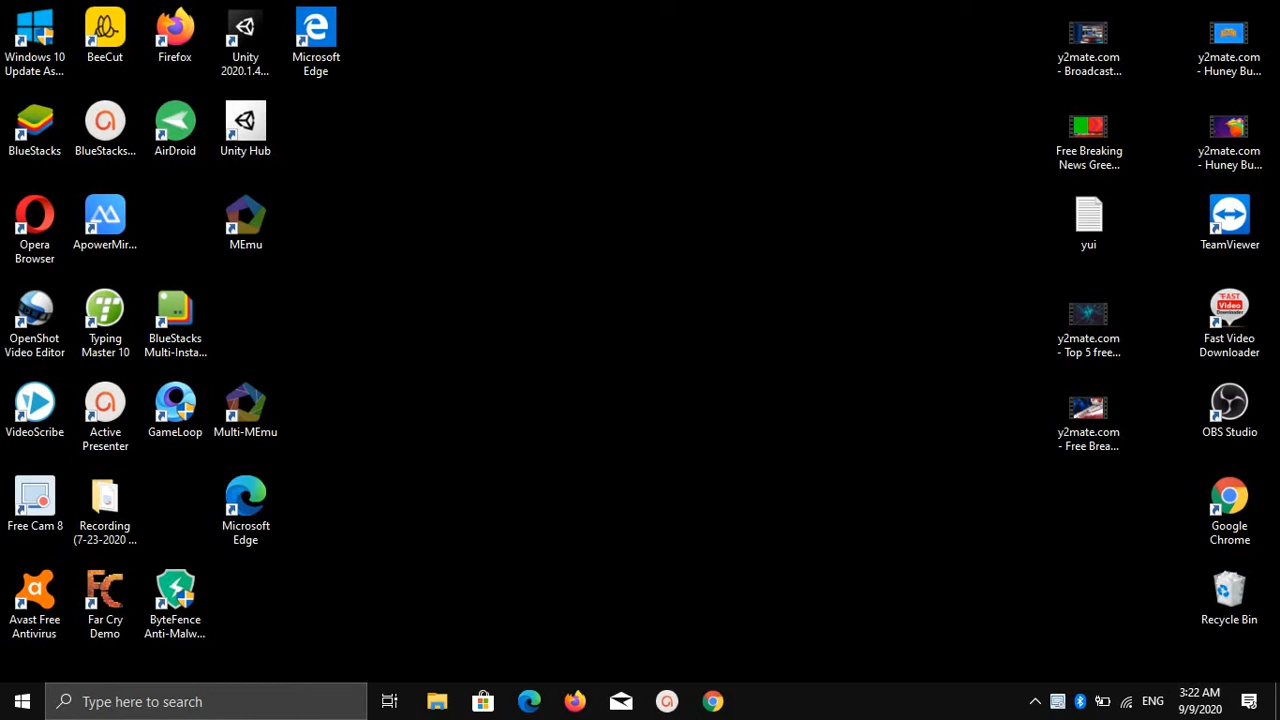 Windows 10
Update As...
BeeCut
Firefox
Unity
2020.1.4...
Microsoft
Edge
y2mate.com
- Broadcast...
y2mate.com
- Huney Bu...
BlueStacks
BlueStacks...
AirDroid
Unity Hub
Free Breaking
News Gree...
y2mate.com
- Huney Bu...
Opera
Browser
ApowerMir...
MEmu
yui
TeamViewer
OpenShot
Video Editor
Typing
Master 10
BlueStacks
Multi-Insta...
y2mate.com
- Top 5 free...
FAST
Video
Downloader
Fast Video
Downloader
VideoScribe
Active
Presenter
GameLoop
Multi-MEmu
y2mate.com
- Free Brea...
OBS Studio
Free Cam 8
Recording
(7-23-2020 ...
Microsoft
Edge
Google
Chrome
Avast Free
Antivirus
FC
Far Cry
Demo
ByteFence
Anti-Malw...
Recycle Bin
Type here to search
ENG
3:22 AM
9/9/2020